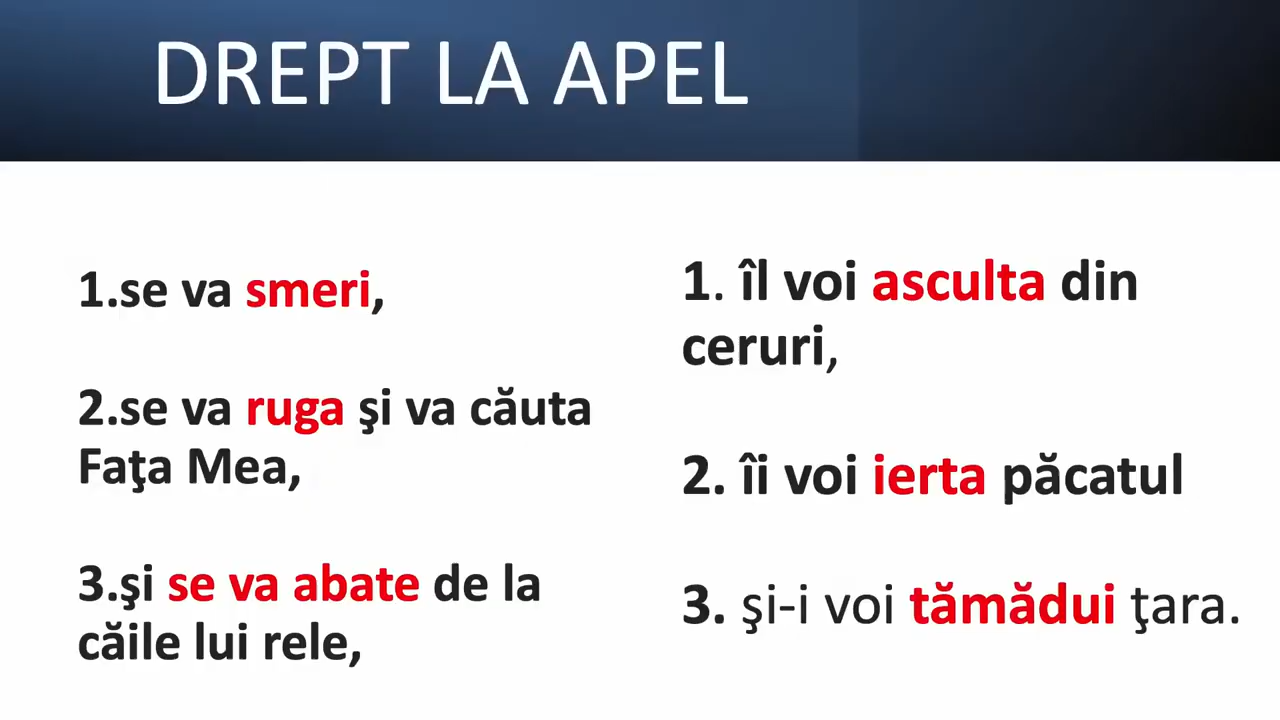 DREPT LA APEL
1.se va smeri,
2.se va ruga şi va căuta
Faţa Mea,
3.şi se va abate de la
căile lui rele,
1. îl voi asculta din
ceruri,
2. îi voi ierta păcatul
3. şi-i voi tămădui ţara.